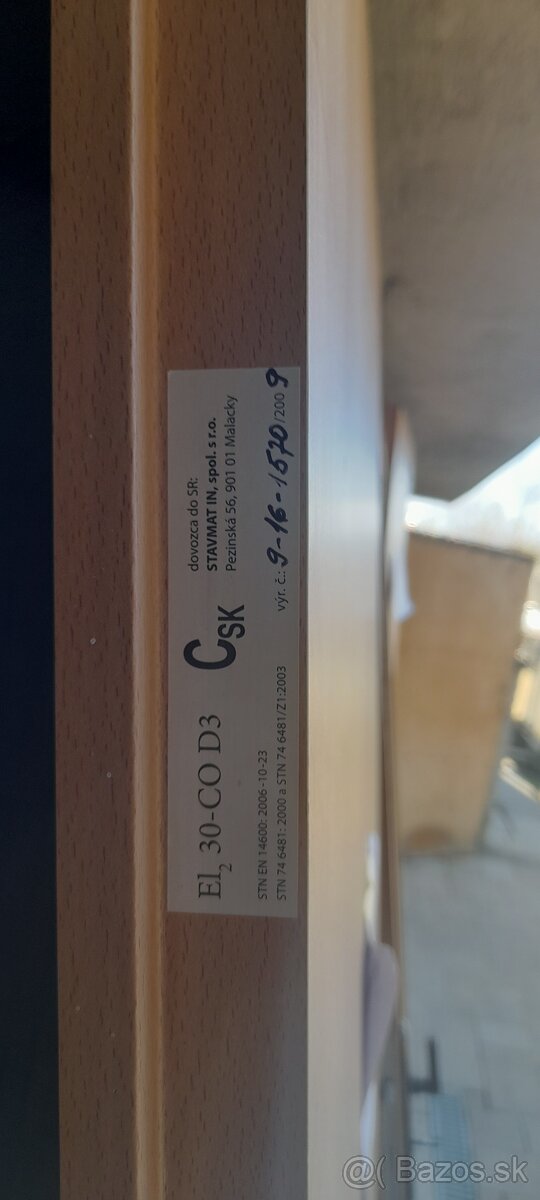 EI2 30-CO D3
CSK
dovozca do SR:
STAVMAT IN, spol. s r.o.
Pezinská 56, 901 01 Malacky
STN EN 14600: 2006-10-23
STN 74 6481: 2000 a STN 74 6481/Z1:2003
výr. č.: 9-16-1570/2009
@( Bazos.sk